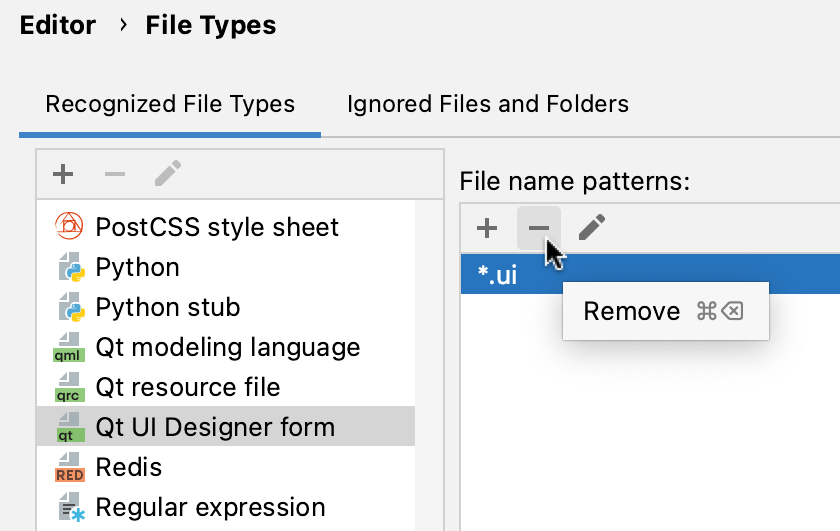 Editor › File Types
Recognized File Types
Ignored Files and Folders
File name patterns:
PostCSS style sheet
Python
Python stub
qml Qt modeling language
qrc Qt resource file
qt Qt UI Designer form
RED Redis
Regular expression
*.ui
Remove ⌘⌫